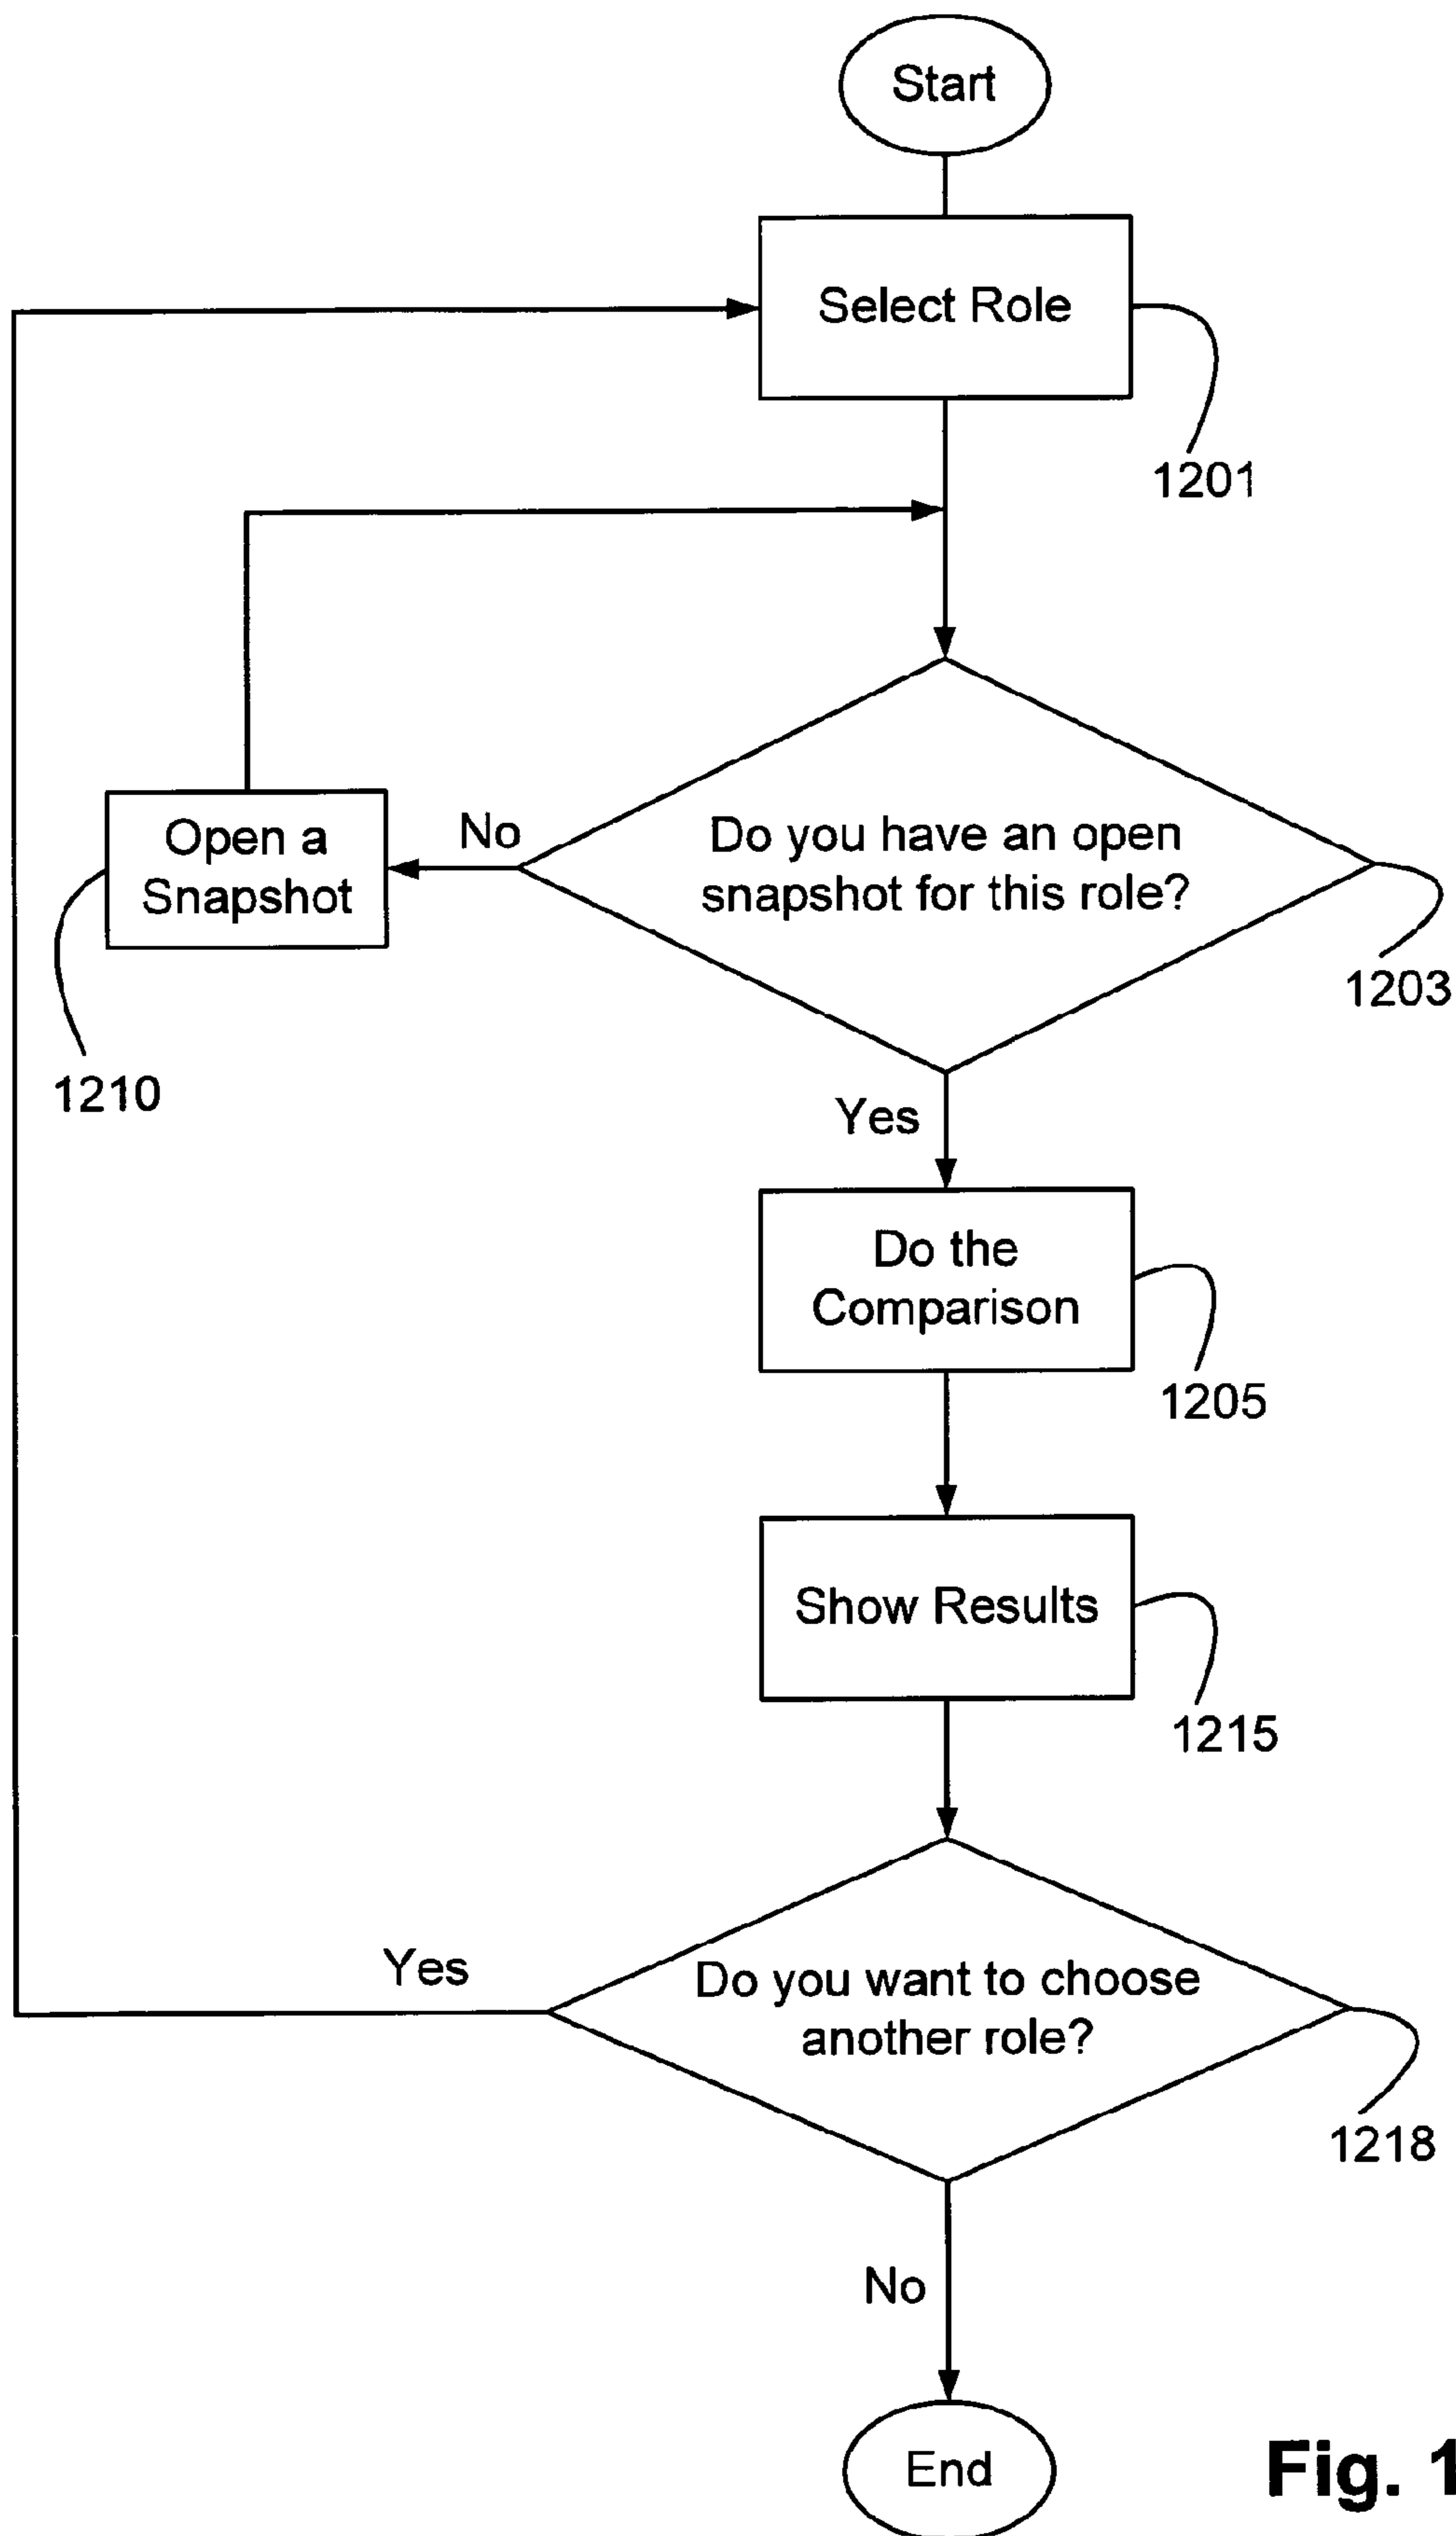 Start
Select Role
1201
Open a
Snapshot
No
Do you have an open
snapshot for this role?
1203
1210
Yes
Do the
Comparison
1205
Show Results
1215
Yes
Do you want to choose
another role?
1218
No
End
Fig. 1